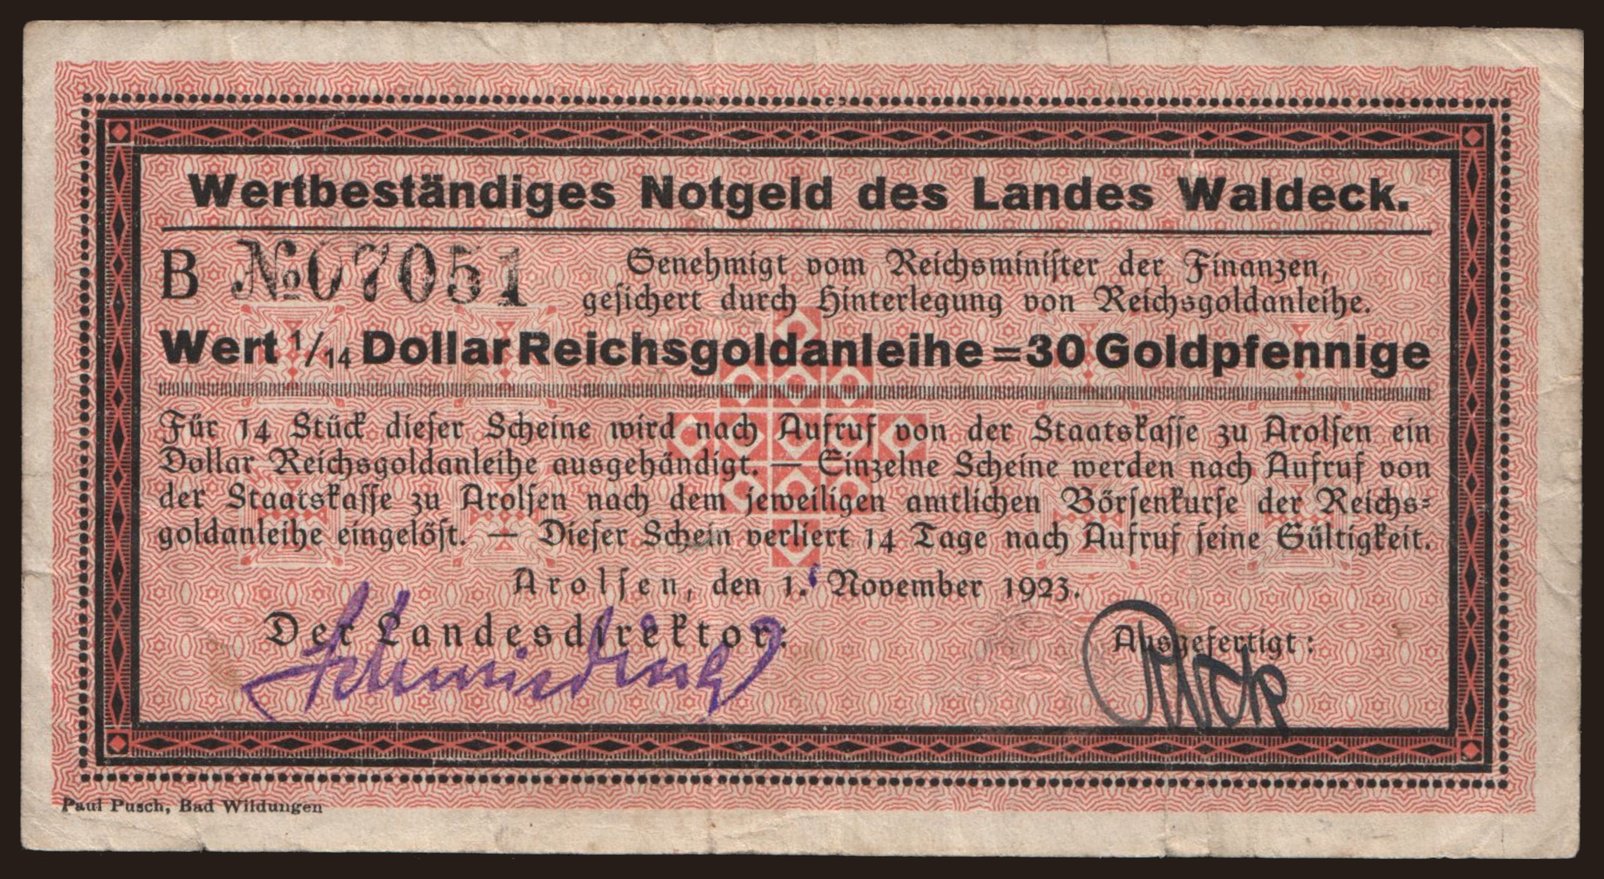 Wertbeständiges Notgeld des Landes Waldeck.
B №07051
Genehmigt vom Reichsminister der Finanzen,
gesichert durch Hinterlegung von Reichsgoldanleihe.
Wert 1/14 Dollar Reichsgoldanleihe = 30 Goldpfennige
Für 14 Stück dieser Scheine wird nach Aufruf von der Staatskasse zu Arolsen ein
Dollar Reichsgoldanleihe ausgehändigt. — Einzelne Scheine werden nach Aufruf von
der Staatskasse zu Arolsen nach dem jeweiligen amtlichen Börsenkurse der Reichs-
goldanleihe eingelöst. — Dieser Schein verliert 14 Tage nach Aufruf seine Gültigkeit.
Arolsen, den 1. November 1923.
Der Landesdirektor:
Ausgefertigt:
Schmieding
Paul Pusch, Bad Wildungen